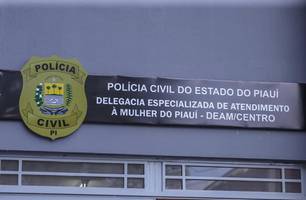 POLÍCIA
CIVIL
PI
POLÍCIA CIVIL DO ESTADO DO PIAUÍ
DELEGACIA ESPECIALIZADA DE ATENDIMENTO
À MULHER DO PIAUÍ - DEAM/CENTRO